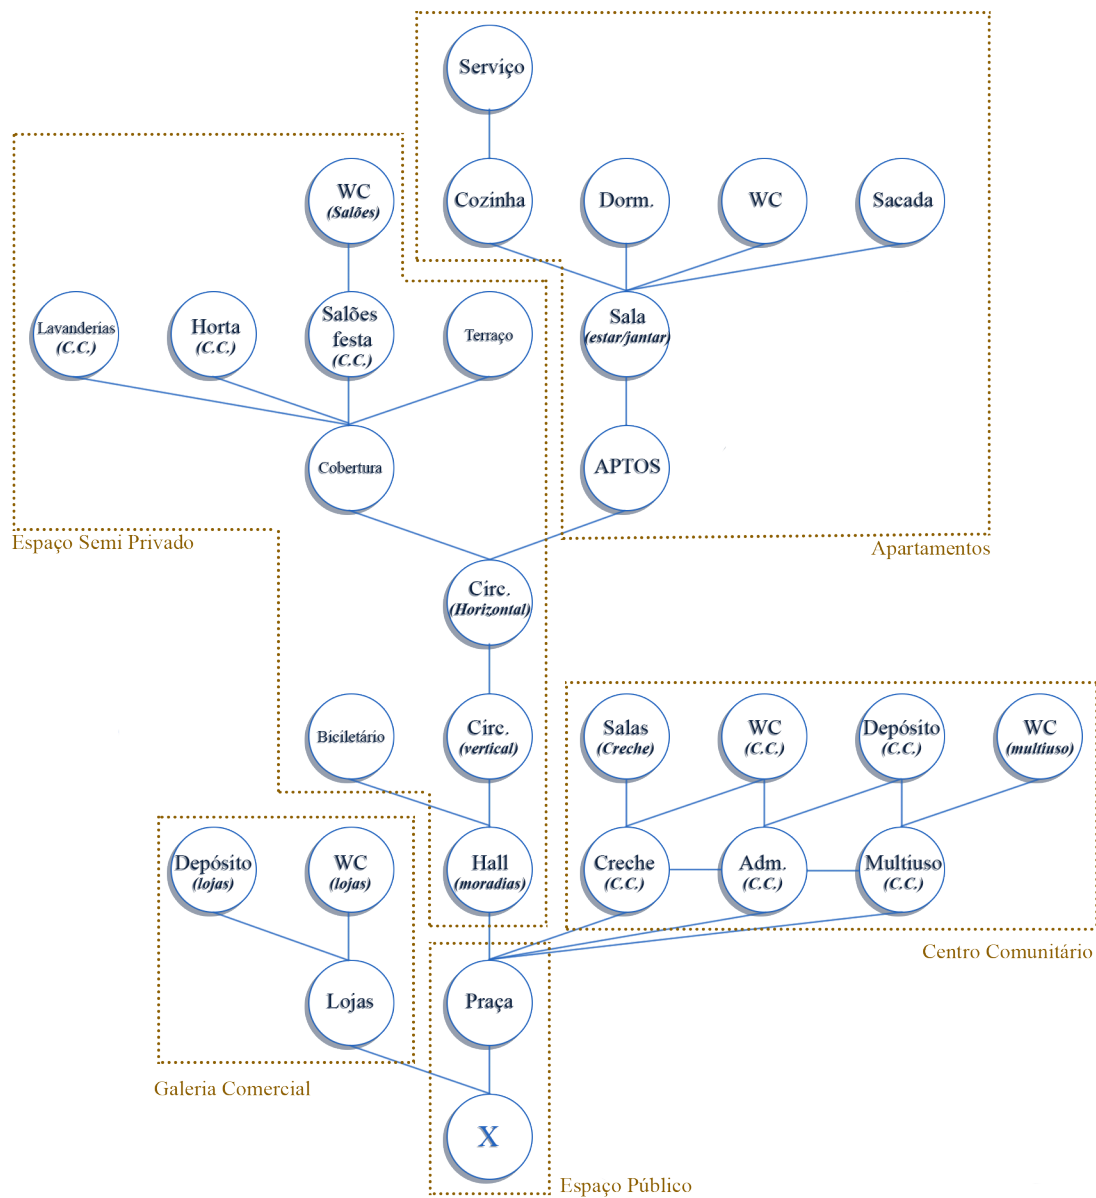 Serviço
WC
(Salões)
Cozinha
Dorm.
WC
Sacada
Lavanderias
(C.C.)
Horta
(C.C.)
Salões
festa
(C.C.)
Terraço
Sala
(estar/jantar)
Cobertura
APTOS
Espaço Semi Privado
Apartamentos
Circ.
(Horizontal)
Biciletário
Circ.
(vertical)
Salas
(Creche)
WC
(C.C.)
Depósito
(C.C.)
WC
(multiuso)
Depósito
(lojas)
WC
(lojas)
Hall
(moradias)
Creche
(C.C.)
Adm.
(C.C.)
Multiuso
(C.C.)
Centro Comunitário
Lojas
Praça
Galeria Comercial
X
Espaço Público